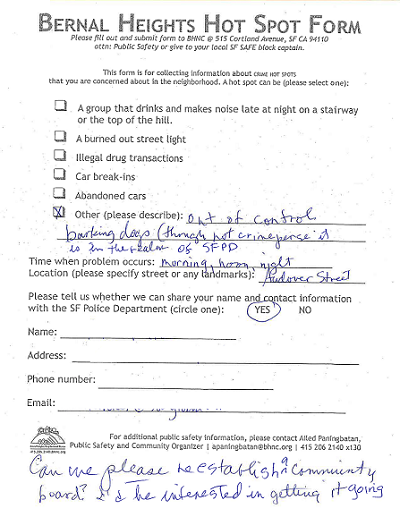 BERNAL HEIGHTS HOT SPOT FORM
Please fill out and submit form to BHNC @ 515 Cortland Avenue, SF CA 94110
attn: Public Safety or give to your local SF SAFE block captain.
This form is for collecting information about CRIME HOT SPOTS
that you are concerned about in the neighborhood. A hot spot can be (please select one):
A group that drinks and makes noise late at night on a stairway
or the top of the hill.
A burned out street light
Illegal drug transactions
Car break-ins
Abandoned cars
X Other (please describe): out of control
barking dogs (though not crime per se it
is in the realm of SFPD
Time when problem occurs: morning, noon, night
Location (please specify street or any landmarks): Andover Street
Please tell us whether we can share your name and contact information
with the SF Police Department (circle one): YES NO
Name:
Address:
Phone number:
Email:
For additional public safety information, please contact Ailed Paningbatan,
Public Safety and Community Organizer | apaningbatan@bhnc.org | 415 206 2140 x130
Can we please reestablish a community
board? I'd be interested in getting it going